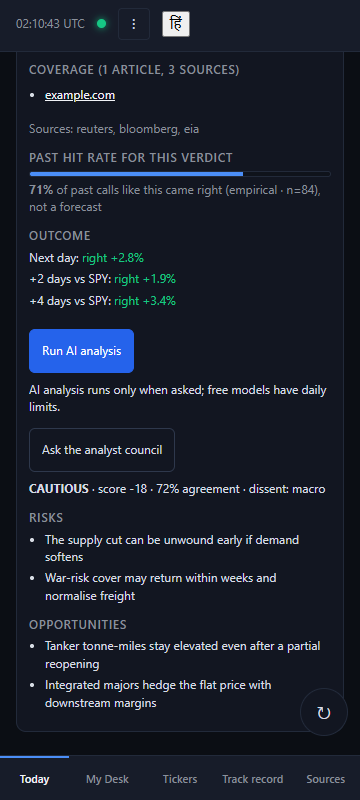 02:10:43 UTC
हिं
COVERAGE (1 ARTICLE, 3 SOURCES)
• example.com
Sources: reuters, bloomberg, eia
PAST HIT RATE FOR THIS VERDICT
71% of past calls like this came right (empirical · n=84),
not a forecast
OUTCOME
Next day: right +2.8%
+2 days vs SPY: right +1.9%
+4 days vs SPY: right +3.4%
Run AI analysis
AI analysis runs only when asked; free models have daily
limits.
Ask the analyst council
CAUTIOUS · score -18 · 72% agreement · dissent: macro
RISKS
• The supply cut can be unwound early if demand
softens
• War-risk cover may return within weeks and
normalise freight
OPPORTUNITIES
• Tanker tonne-miles stay elevated even after a partial
reopening
• Integrated majors hedge the flat price with
downstream margins
Today My Desk Tickers Track record Sources